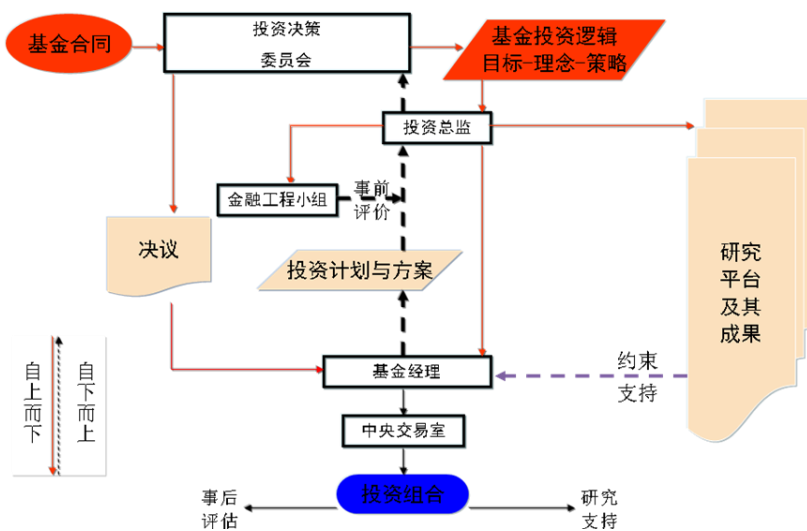 基金合同
投资决策
委员会
基金投资逻辑
目标-理念-策略
投资总监
金融工程小组
事前
评价
决议
投资计划与方案
研究
平台
及其
成果
自上而下
自下而上
基金经理
约束
支持
中央交易室
投资组合
事后
评估
研究
支持